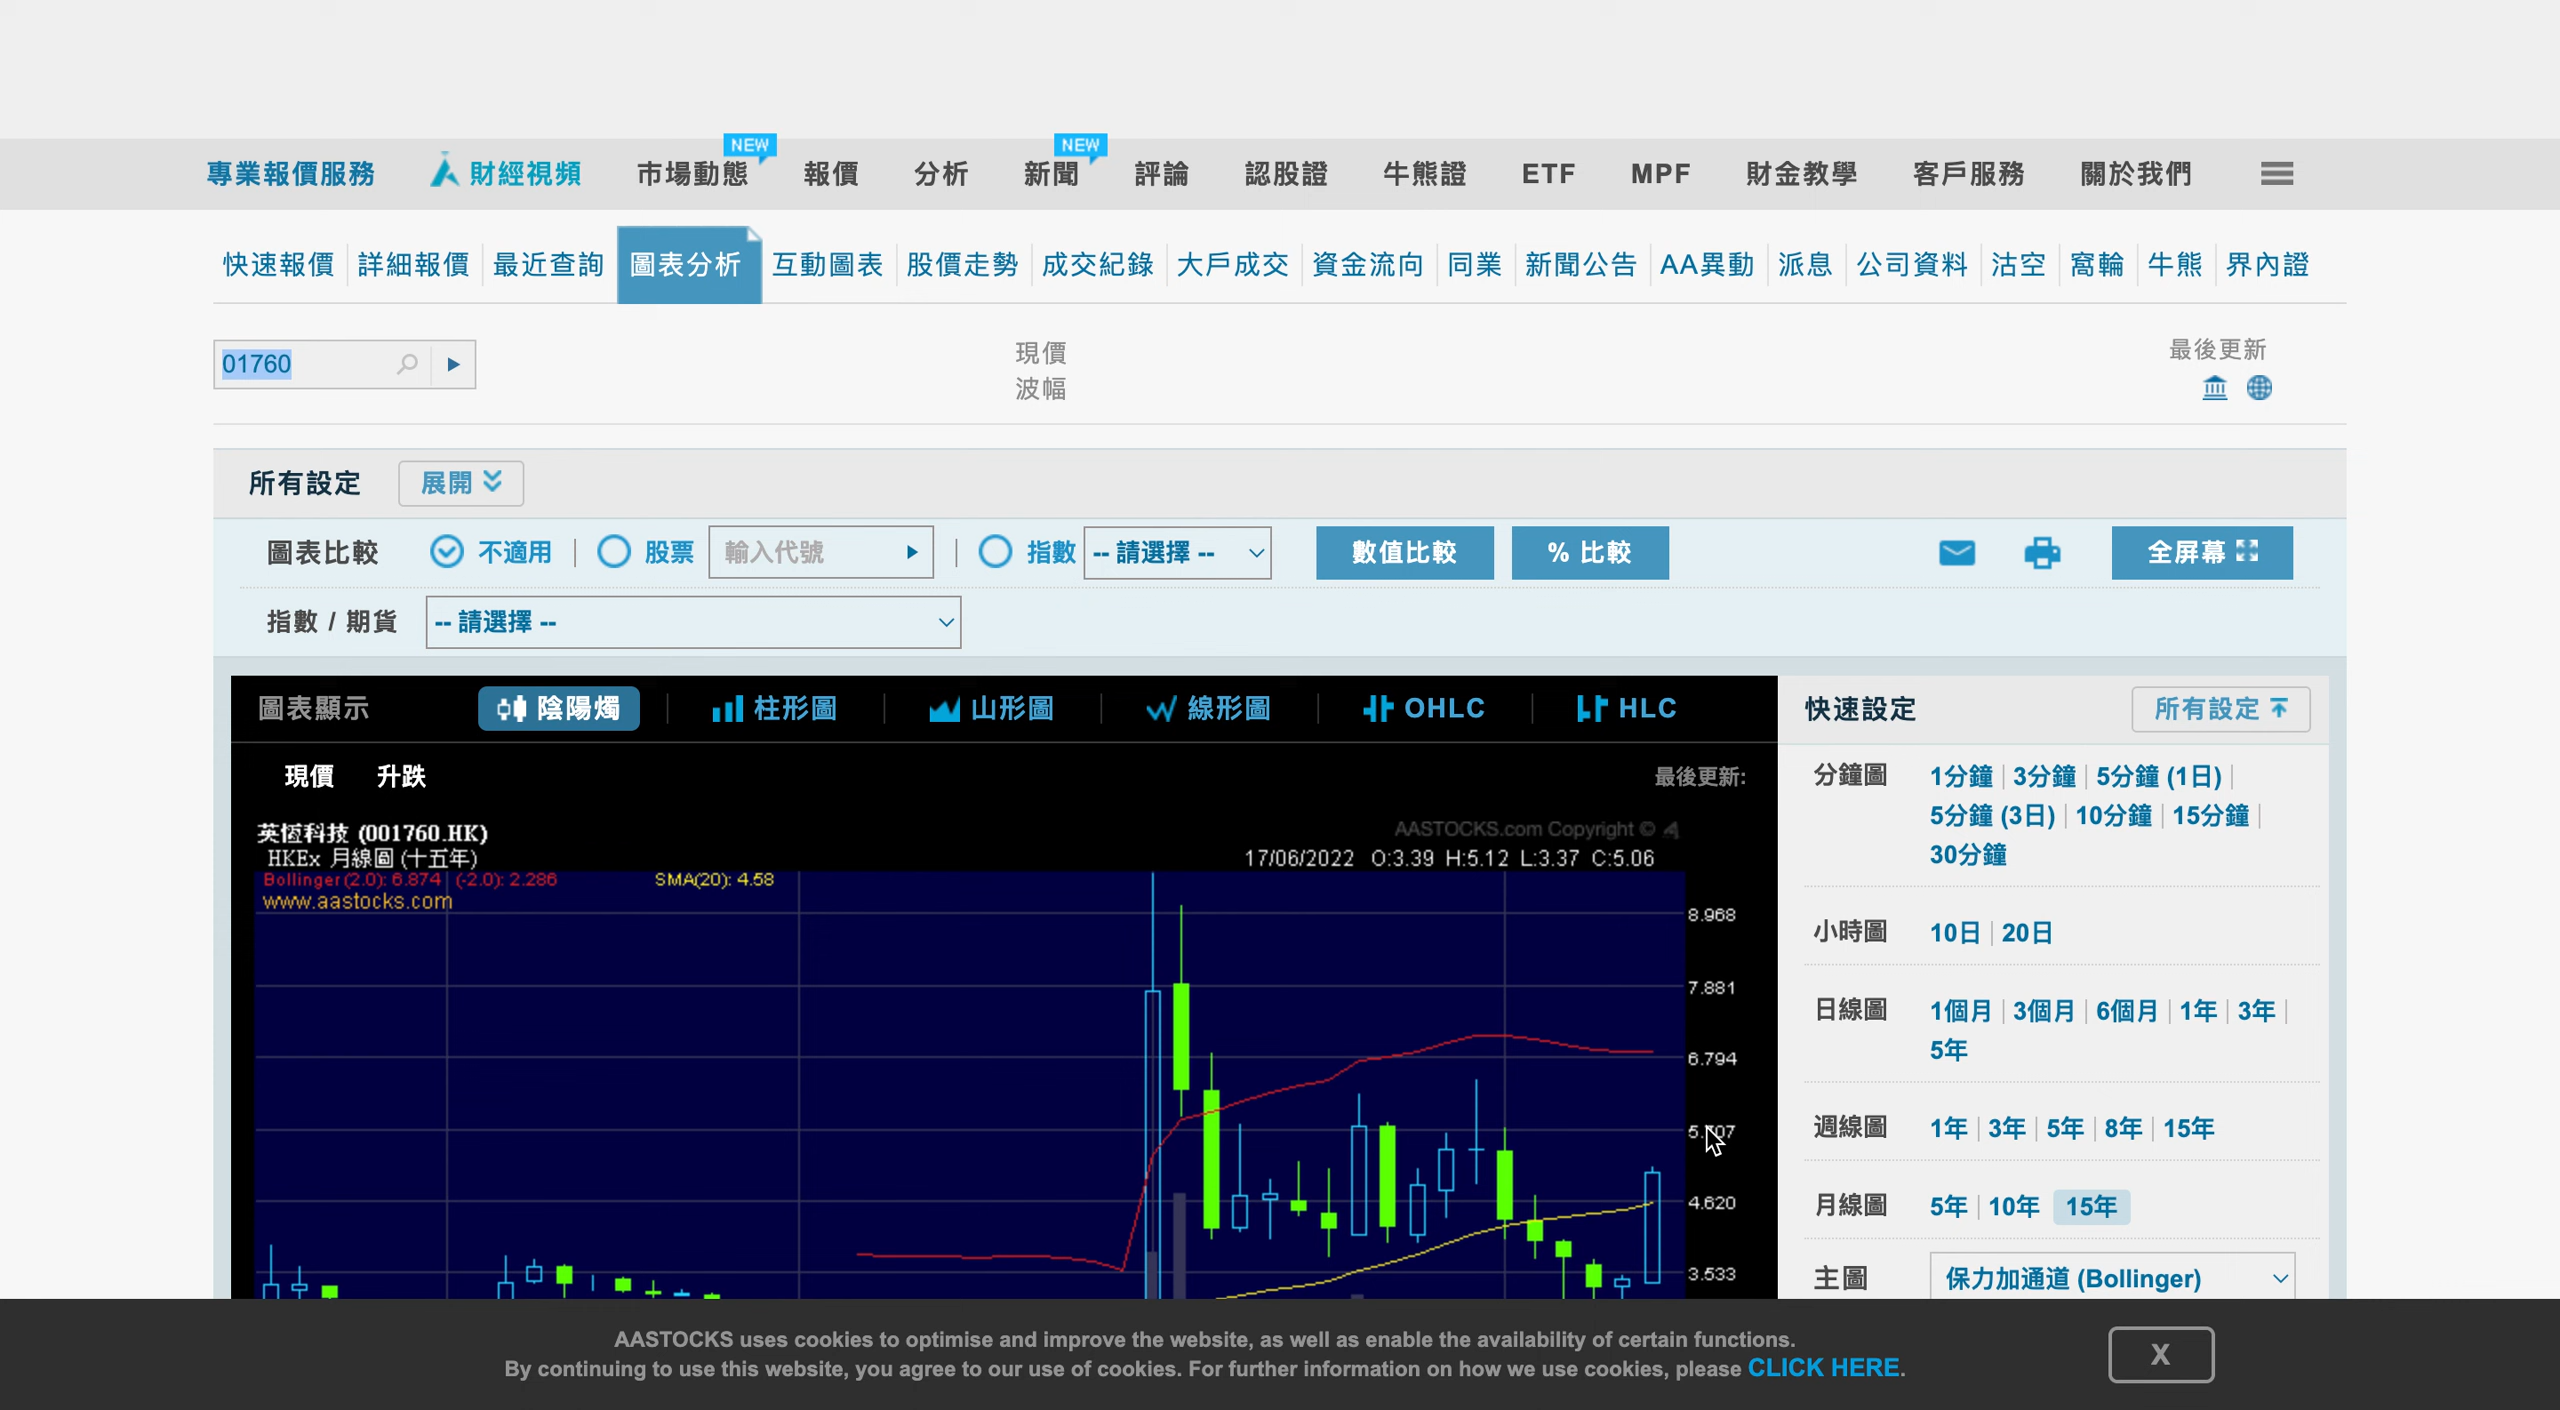 NEW NEW
專業報價服務 財經視頻 市場動態 報價 分析 新聞 評論 認股證 牛熊證 ETF MPF 財金教學 客戶服務 關於我們
快速報價 詳細報價 最近查詢 圖表分析 互動圖表 股價走勢 成交紀錄 大戶成交 資金流向 同業 新聞公告 AA異動 派息 公司資料 沽空 窩輪 牛熊 界內證
01760 現價 最後更新
波幅
所有設定 展開
圖表比較 不適用 | 股票 輸入代號 | 指數 -- 請選擇 -- 數值比較 % 比較 全屏幕
指數 / 期貨 -- 請選擇 --
圖表顯示 陰陽燭 柱形圖 山形圖 線形圖 OHLC HLC 快速設定 所有設定
現價 升跌 最後更新:
英恆科技 (001760.HK) AASTOCKS.com Copyright ©
HKEx 月線圖 (十五年) 17/06/2022 O:3.39 H:5.12 L:3.37 C:5.06
Bollinger(2.0): 6.874 (-2.0): 2.286 SMA(20): 4.58
www.aastocks.com
8.968
7.881
6.794
4.620
3.533
分鐘圖 1分鐘 3分鐘 5分鐘 (1日)
5分鐘 (3日) 10分鐘 15分鐘
30分鐘
小時圖 10日 20日
日線圖 1個月 3個月 6個月 1年 3年
5年
週線圖 1年 3年 5年 8年 15年
月線圖 5年 10年 15年
主圖 保力加通道 (Bollinger)
AASTOCKS uses cookies to optimise and improve the website, as well as enable the availability of certain functions.
By continuing to use this website, you agree to our use of cookies. For further information on how we use cookies, please CLICK HERE.
X